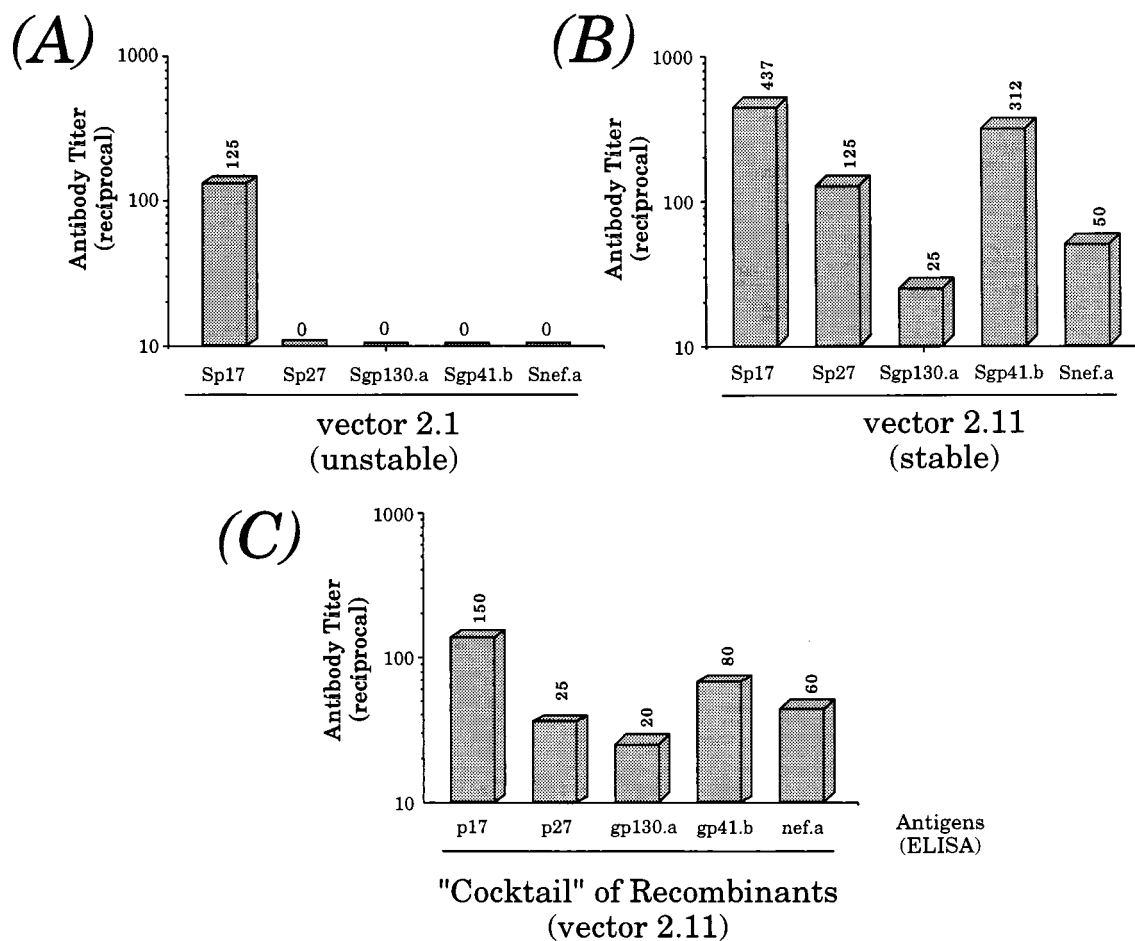 (A)
Antibody Titer
(reciprocal)
1000
100
10
125
0
0
0
0
Sp17 Sp27 Sgp130.a Sgp41.b Snef.a
vector 2.1
(unstable)
(B)
Antibody Titer
(reciprocal)
1000
100
10
437
125
25
312
50
Sp17 Sp27 Sgp130.a Sgp41.b Snef.a
vector 2.11
(stable)
(C)
Antibody Titer
(reciprocal)
1000
100
10
150
25
20
80
60
p17 p27 gp130.a gp41.b nef.a
Antigens
(ELISA)
"Cocktail" of Recombinants
(vector 2.11)